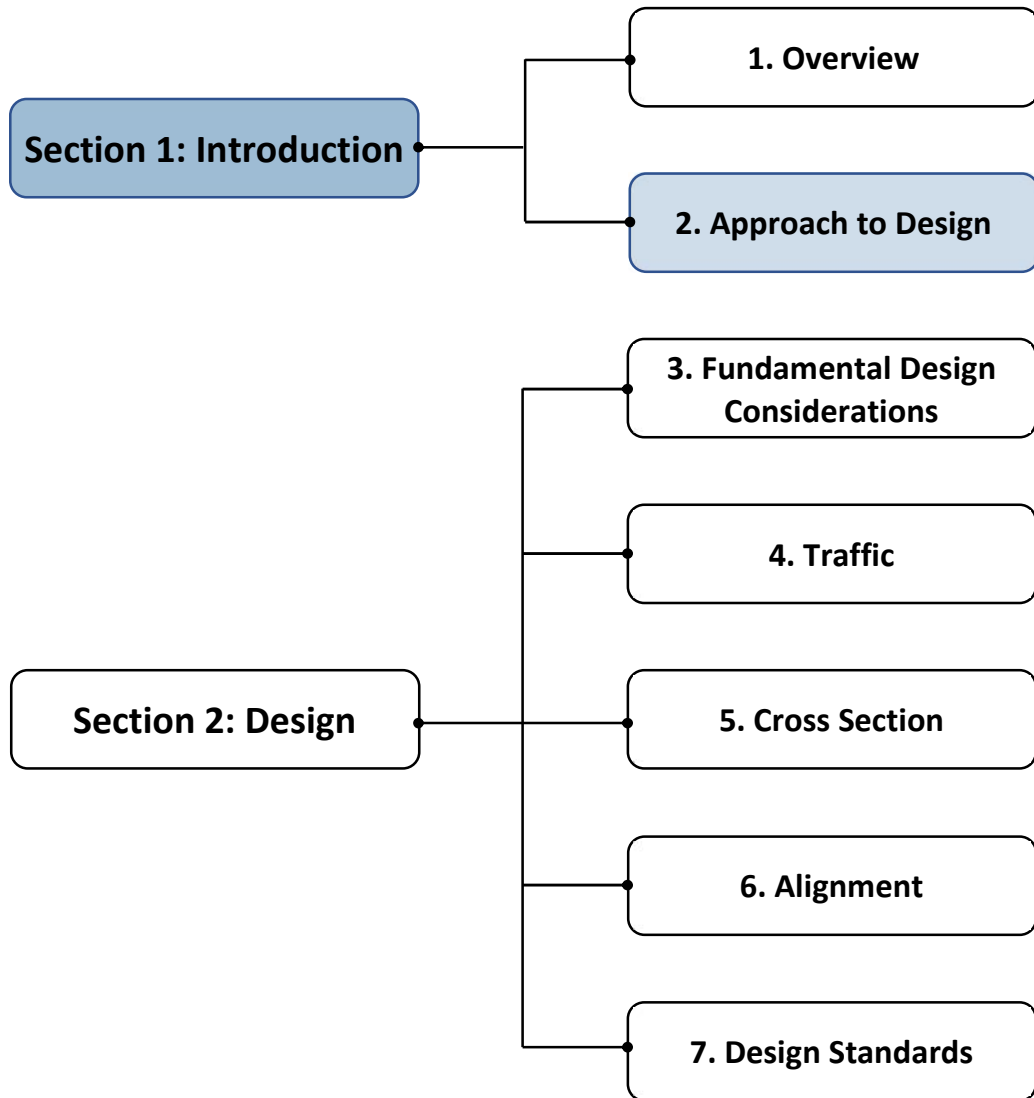 1. Overview
Section 1: Introduction
2. Approach to Design
3. Fundamental Design
Considerations
4. Traffic
Section 2: Design
5. Cross Section
6. Alignment
7. Design Standards